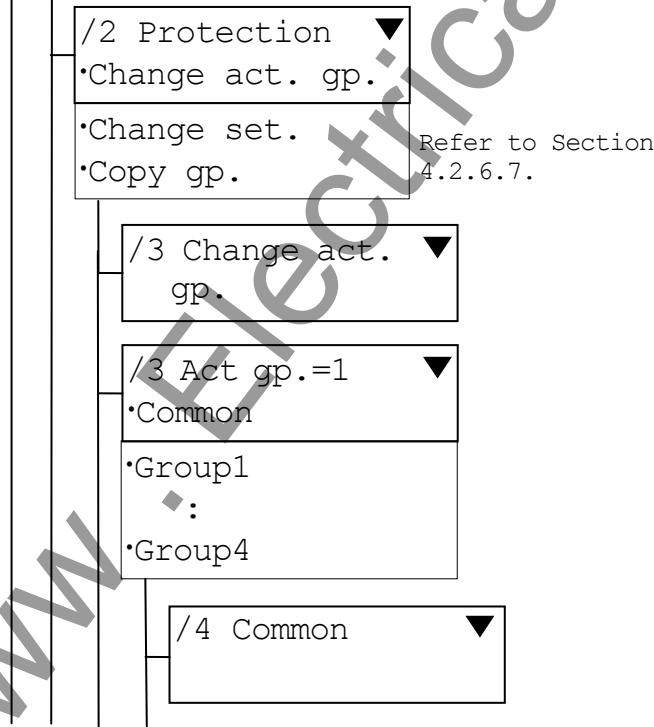 /2 Protection ▼
·Change act. gp.
·Change set.
·Copy gp.
Refer to Section
4.2.6.7.
/3 Change act. ▼
gp.
/3 Act gp.=1 ▼
·Common
·Group1
:
·Group4
/4 Common ▼